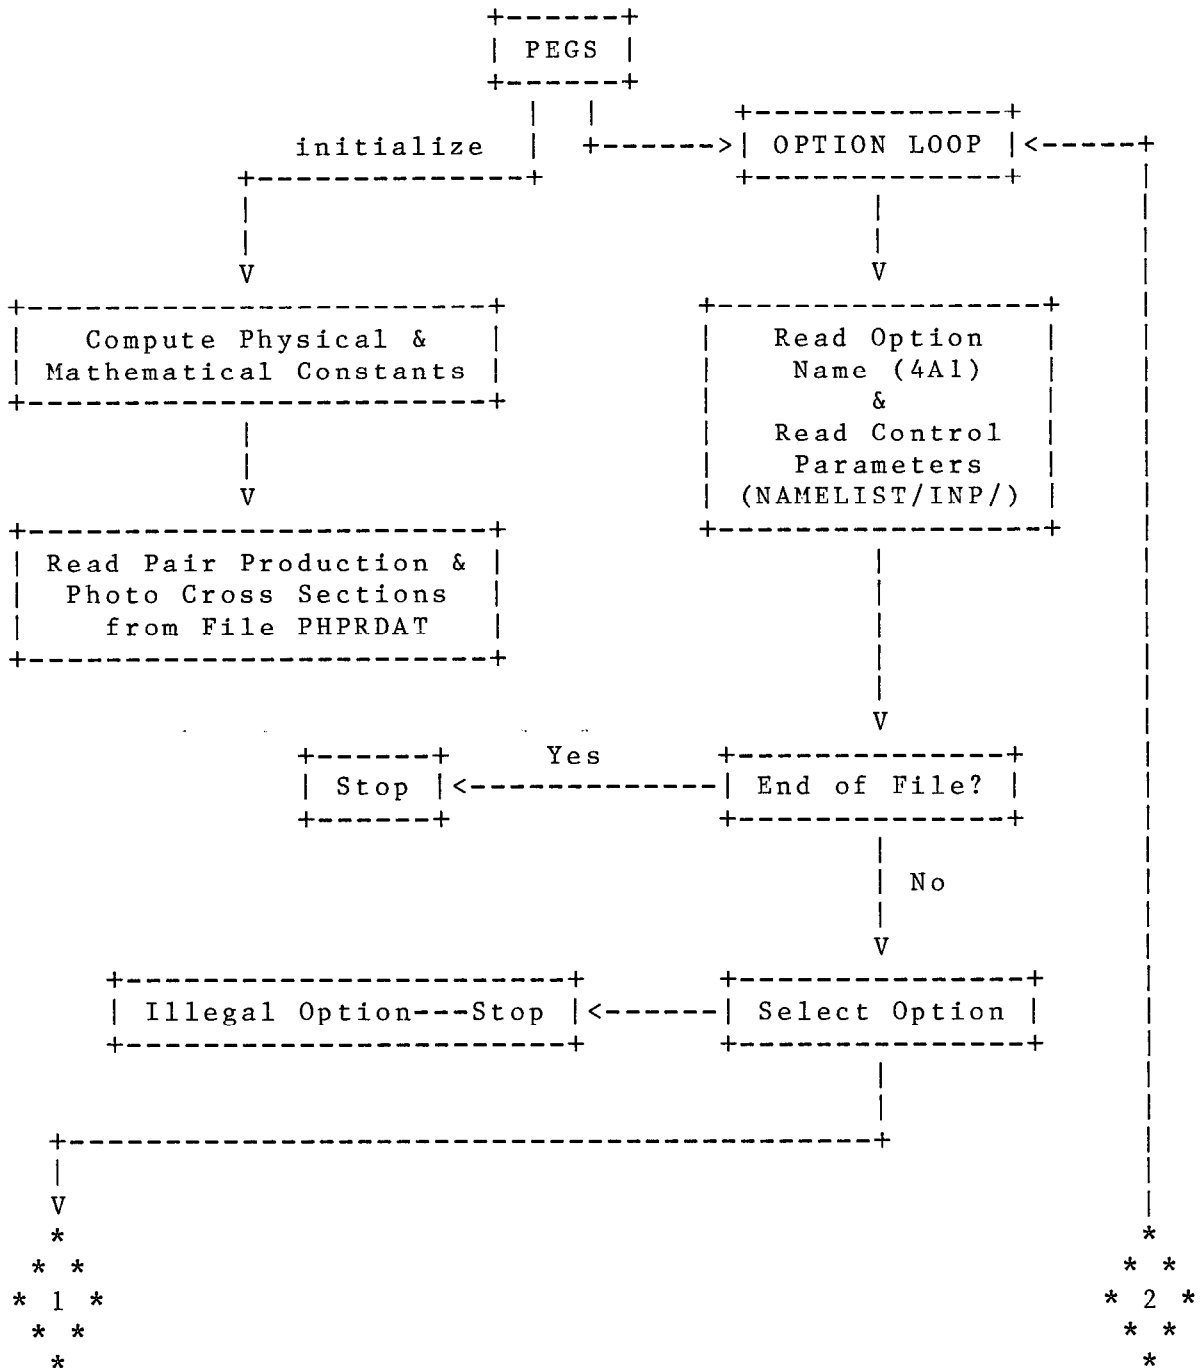 PEGS
initialize
OPTION LOOP
Compute Physical &
Mathematical Constants
Read Pair Production &
Photo Cross Sections
from File PHPRDAT
Read Option
Name (4A1)
&
Read Control
Parameters
(NAMELIST/INP/)
Stop
Yes
End of File?
No
Illegal Option---Stop
Select Option
1
2